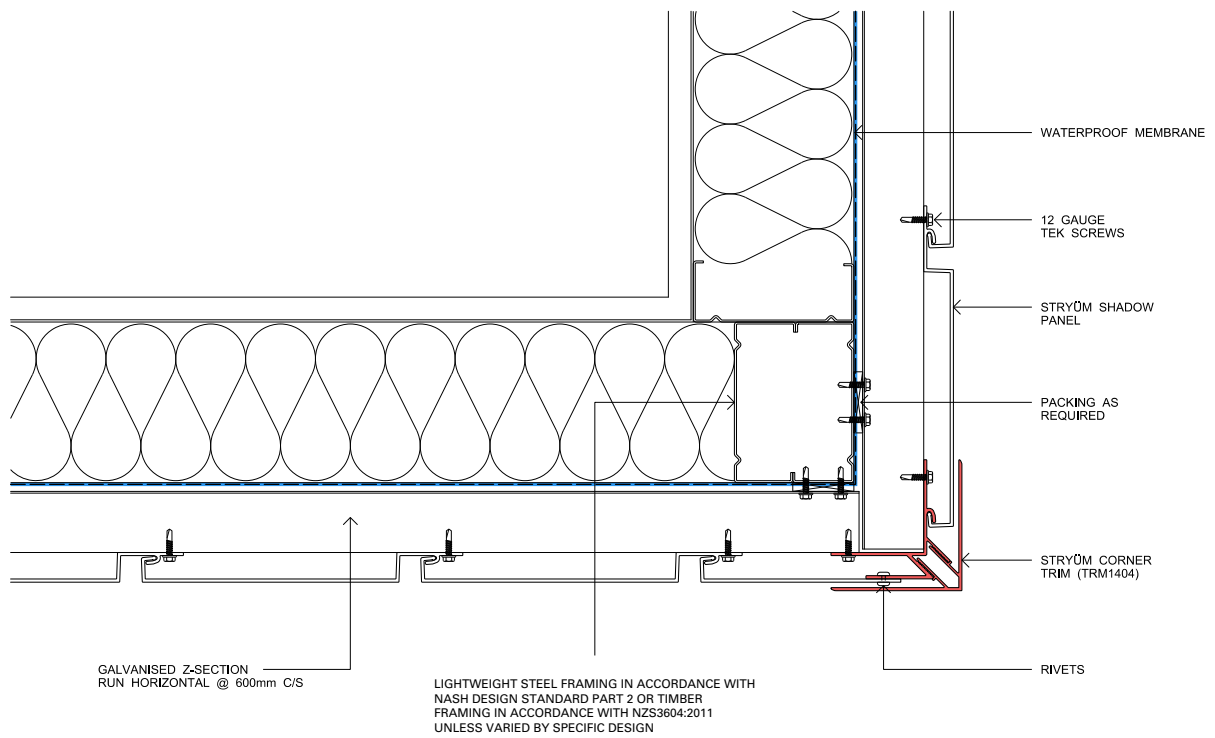 WATERPROOF MEMBRANE
12 GAUGE
TEK SCREWS
STRYÜM SHADOW
PANEL
PACKING AS
REQUIRED
STRYÜM CORNER
TRIM (TRM1404)
RIVETS
GALVANISED Z-SECTION
RUN HORIZONTAL @ 600mm C/S
LIGHTWEIGHT STEEL FRAMING IN ACCORDANCE WITH
NASH DESIGN STANDARD PART 2 OR TIMBER
FRAMING IN ACCORDANCE WITH NZS3604:2011
UNLESS VARIED BY SPECIFIC DESIGN